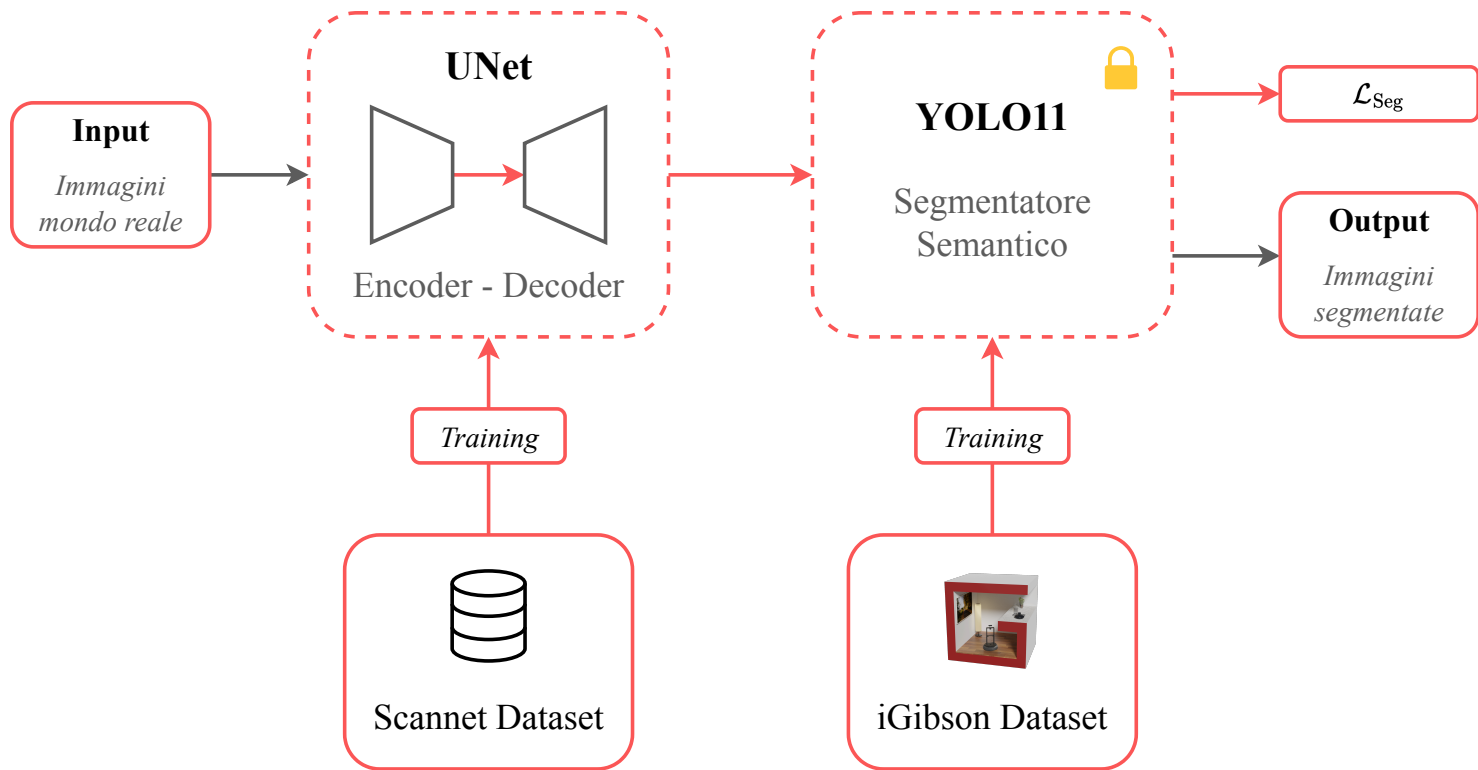 UNet
Input
Immagini
mondo reale
Encoder - Decoder
YOLO11
Segmentatore
Semantico
ℒSeg
Output
Immagini
segmentate
Training
Training
Scannet Dataset
iGibson Dataset